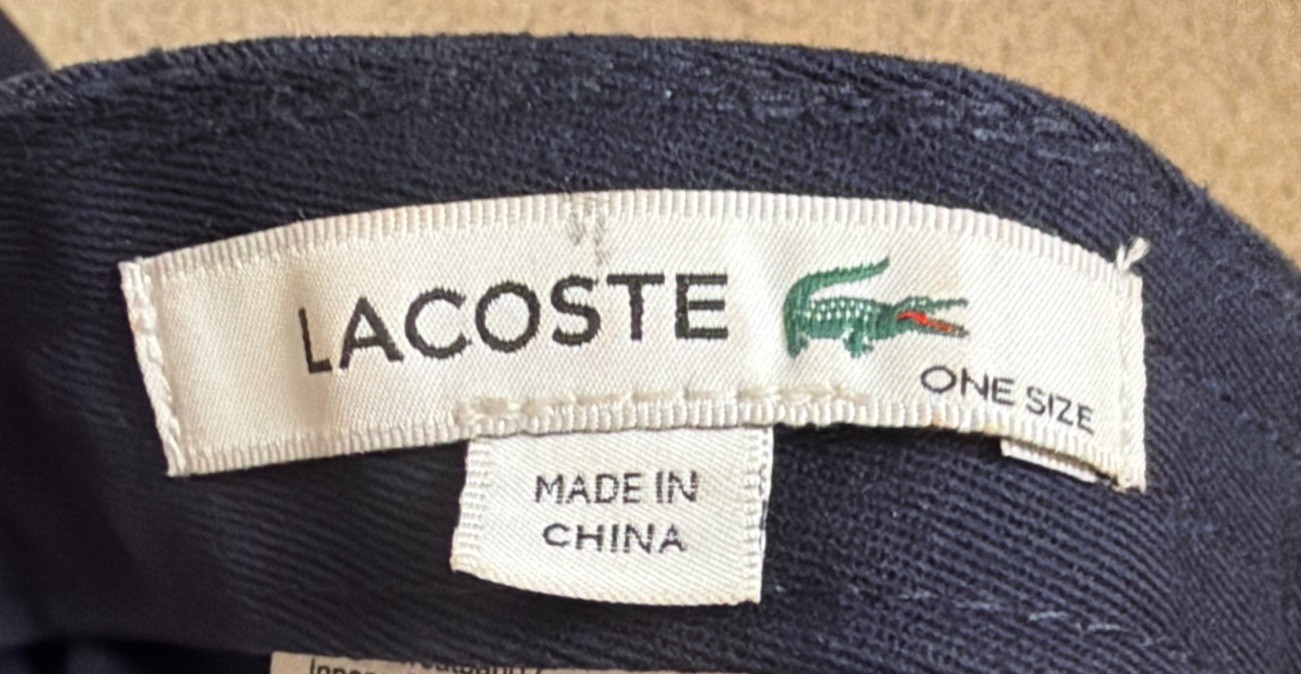 LACOSTE
ONE SIZE
MADE IN
CHINA